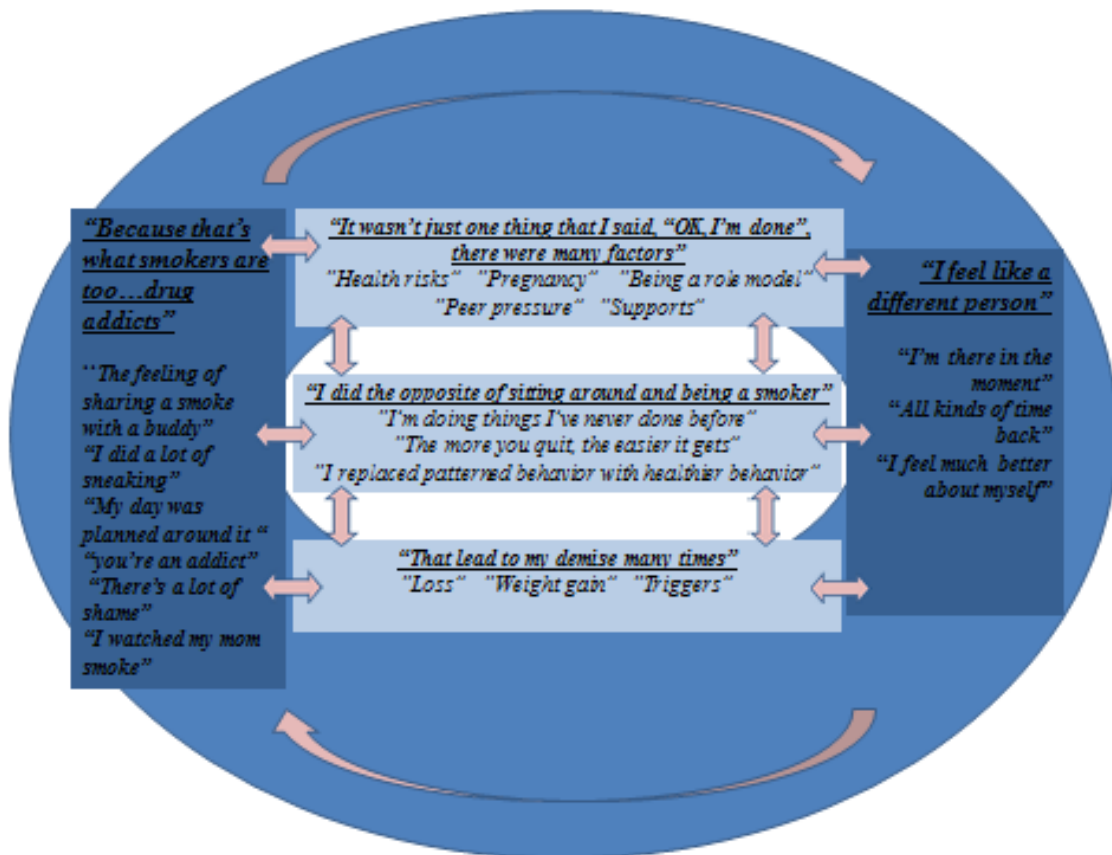 “Because that’s
what smokers are
too…drug
addicts”
“The feeling of
sharing a smoke
with a buddy”
“I did a lot of
sneaking”
“My day was
planned around it “
“you’re an addict”
“There’s a lot of
shame”
“I watched my mom
smoke”
“It wasn’t just one thing that I said, “OK, I’m done”,
there were many factors”
"Health risks" "Pregnancy" "Being a role model"
"Peer pressure" "Supports"
“I did the opposite of sitting around and being a smoker”
"I'm doing things I've never done before"
"The more you quit, the easier it gets"
"I replaced patterned behavior with healthier behavior"
“That lead to my demise many times”
"Loss" "Weight gain" "Triggers"
“I feel like a
different person”
“I’m there in the
moment”
“All kinds of time
back”
“I feel much better
about myself”